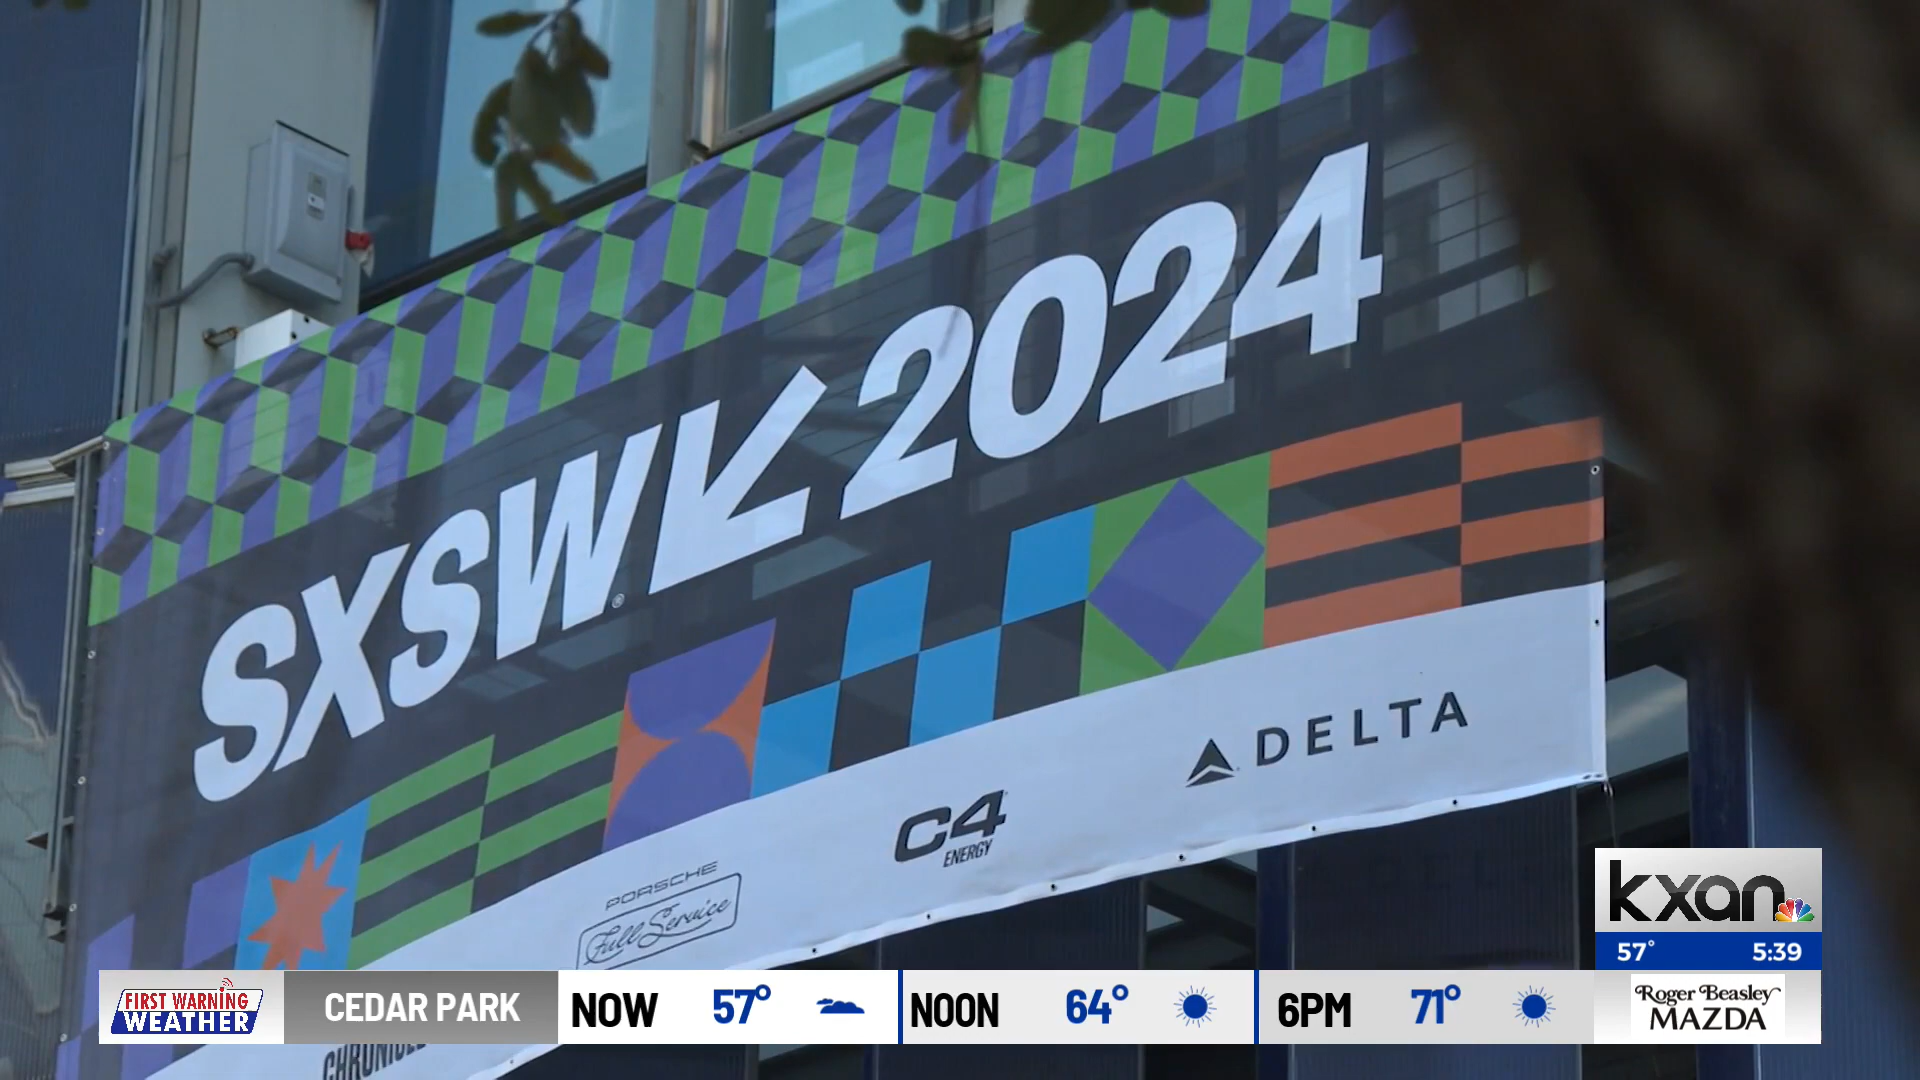 SXSW 2024
®
DELTA
C4
ENERGY
PORSCHE
Full Service
CHRONICLE
kxan
57° 5:39
FIRST WARNING
WEATHER
CEDAR PARK
NOW 57°
NOON 64°
6PM 71°
Roger Beasley
MAZDA